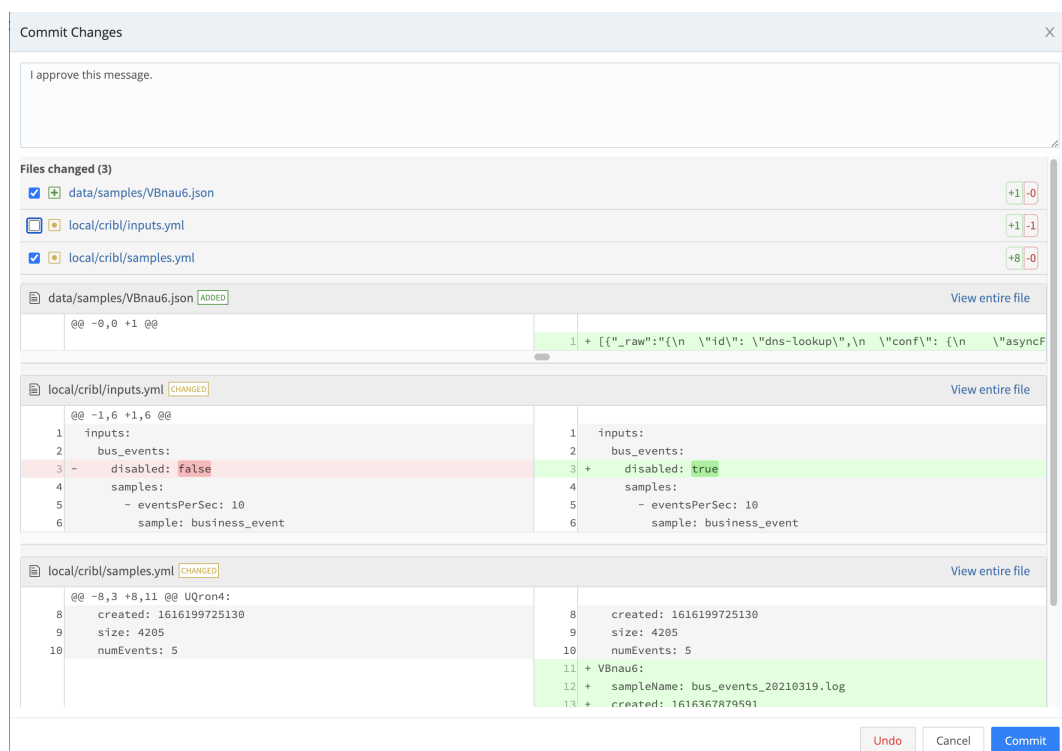 Commit Changes
I approve this message.
Files changed (3)
data/samples/VBnau6.json +1 -0
local/cribl/inputs.yml +1 -1
local/cribl/samples.yml +8 -0
data/samples/VBnau6.json ADDED View entire file
@@ -0,0 +1 @@
1 + [{"_raw":"{\n  \"id\": \"dns-lookup\",\n  \"conf\": {\n    \"asyncF
local/cribl/inputs.yml CHANGED View entire file
@@ -1,6 +1,6 @@
1 inputs: 1 inputs:
2 bus_events: 2 bus_events:
3 - disabled: false 3 + disabled: true
4 samples: 4 samples:
5 - eventsPerSec: 10 5 - eventsPerSec: 10
6 sample: business_event 6 sample: business_event
local/cribl/samples.yml CHANGED View entire file
@@ -8,3 +8,11 @@ UQron4:
8 created: 1616199725130 8 created: 1616199725130
9 size: 4205 9 size: 4205
10 numEvents: 5 10 numEvents: 5
11 + VBnau6:
12 + sampleName: bus_events_20210319.log
13 + created: 1616367879591
Undo Cancel Commit